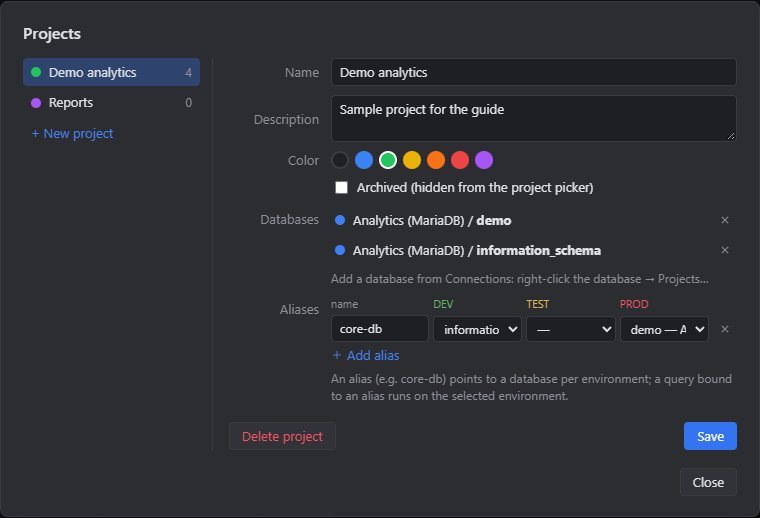 Projects
Demo analytics 4
Reports 0
+ New project
Name Demo analytics
Description Sample project for the guide
Color
Archived (hidden from the project picker)
Databases Analytics (MariaDB) / demo ×
Analytics (MariaDB) / information_schema ×
Add a database from Connections: right-click the database → Projects...
Aliases name DEV TEST PROD
core-db informatio — demo — A ×
+ Add alias
An alias (e.g. core-db) points to a database per environment; a query bound
to an alias runs on the selected environment.
Delete project Save
Close